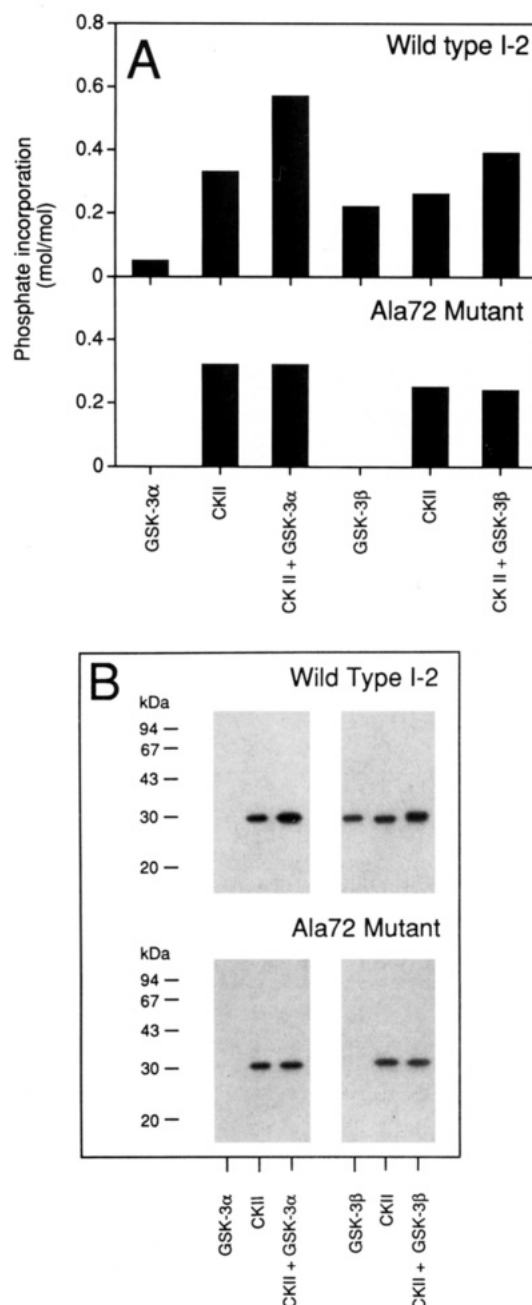 A
Wild type I-2
0.8
0.6
0.4
0.2
0
Phosphate incorporation
(mol/mol)
Ala72 Mutant
0.4
0.2
0
GSK-3α
CKII
CK II + GSK-3α
GSK-3β
CKII
CK II + GSK-3β
B
Wild Type I-2
kDa
94
67
43
30
20
Ala72 Mutant
kDa
94
67
43
30
20
GSK-3α
CKII
CKII + GSK-3α
GSK-3β
CKII
CKII + GSK-3β